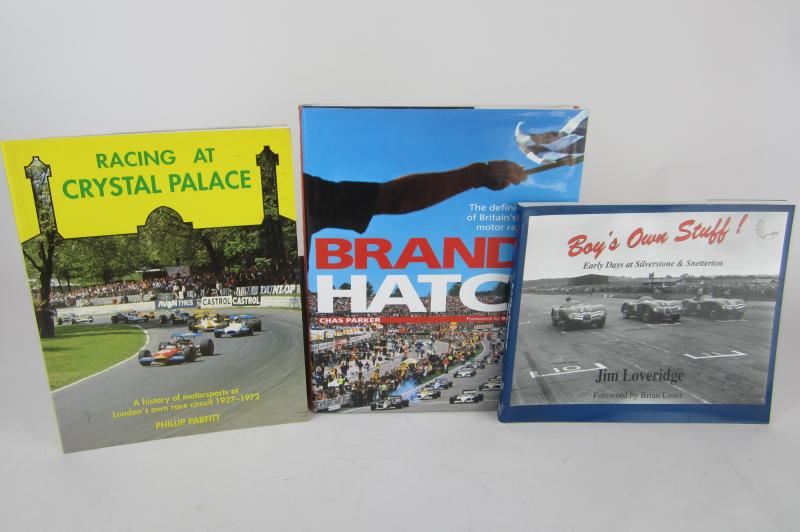 RACING AT
CRYSTAL PALACE
AVON TYRES
CASTROL CASTROL
DUNLOP
A history of motorsports at
London's own race circuit 1927-1972
PHILLIP PARFITT
The defini
of Britain's
motor ra
BRAND
HATC
CHAS PARKER
Foreword by
Boy's Own Stuff!
Early Days at Silverstone & Snetterton
Jim Loveridge
Foreword by Brian Lister